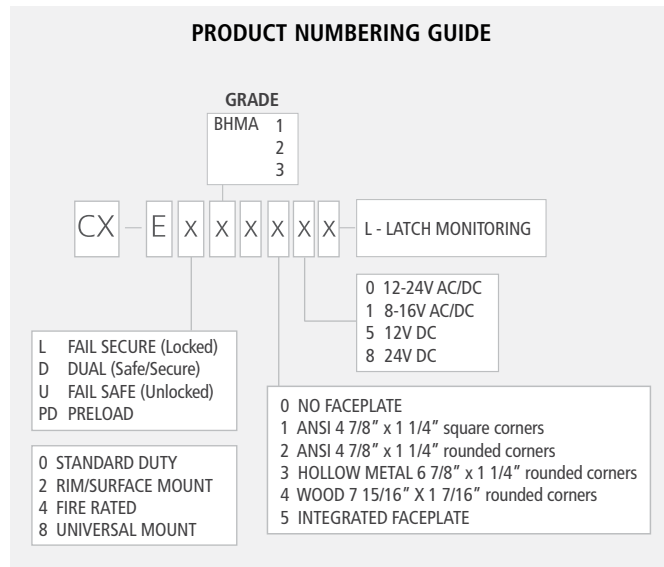 PRODUCT NUMBERING GUIDE
GRADE
BHMA 1
2
3
CX – E X X X X X X L - LATCH MONITORING
0 12-24V AC/DC
1 8-16V AC/DC
5 12V DC
8 24V DC
L FAIL SECURE (Locked)
D DUAL (Safe/Secure)
U FAIL SAFE (Unlocked)
PD PRELOAD
0 STANDARD DUTY
2 RIM/SURFACE MOUNT
4 FIRE RATED
8 UNIVERSAL MOUNT
0 NO FACEPLATE
1 ANSI 4 7/8” x 1 1/4” square corners
2 ANSI 4 7/8” x 1 1/4” rounded corners
3 HOLLOW METAL 6 7/8” x 1 1/4” rounded corners
4 WOOD 7 15/16” X 1 7/16” rounded corners
5 INTEGRATED FACEPLATE